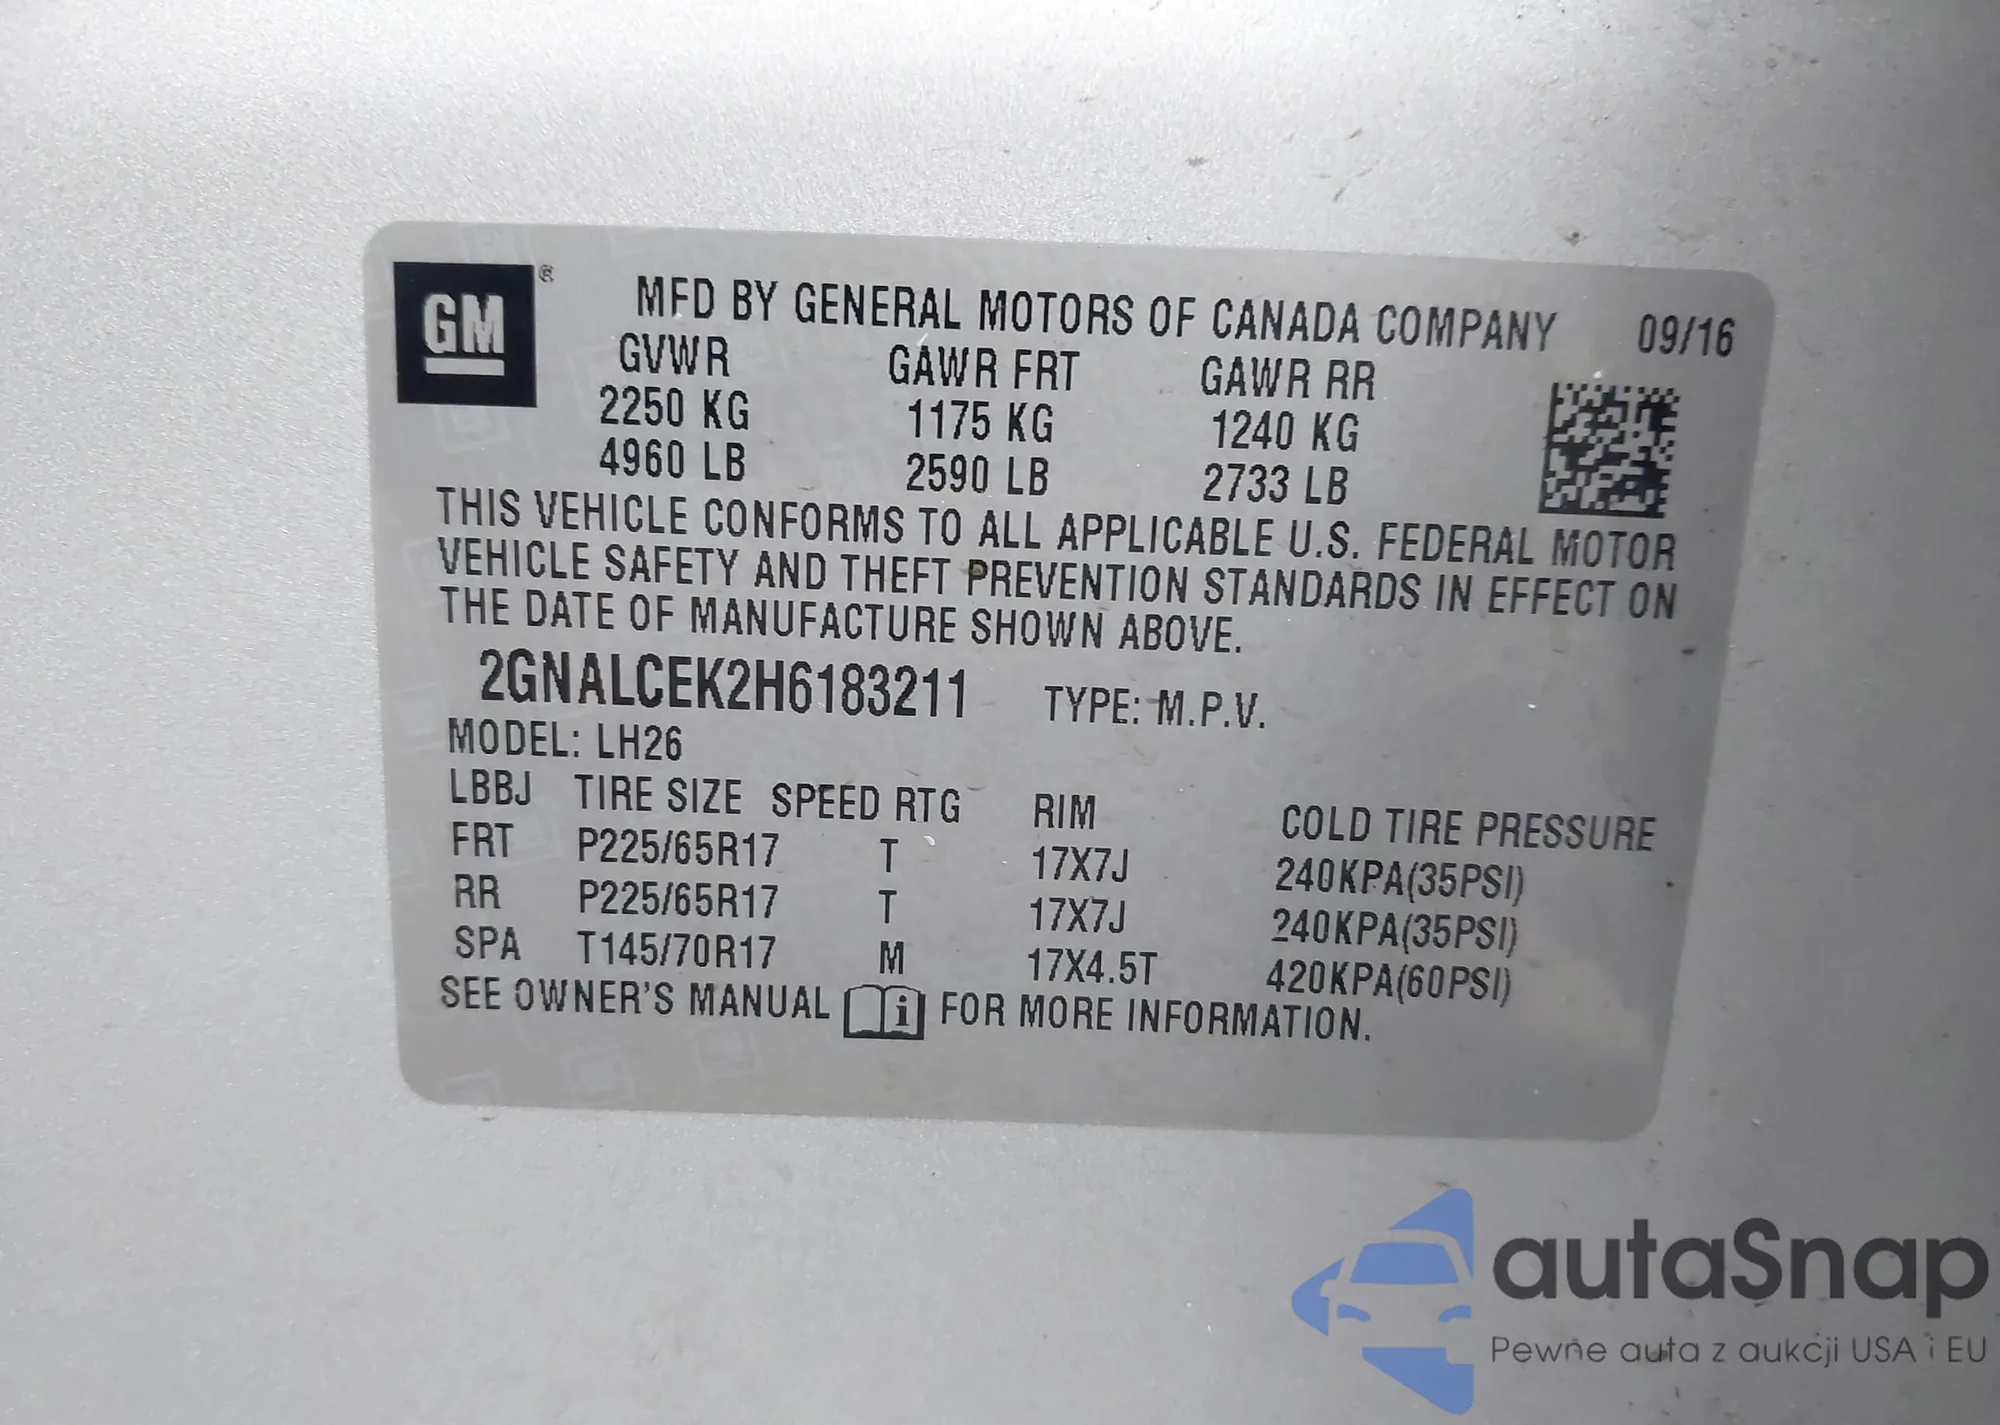 GM ®
MFD BY GENERAL MOTORS OF CANADA COMPANY 09/16
GVWR GAWR FRT GAWR RR
2250 KG 1175 KG 1240 KG
4960 LB 2590 LB 2733 LB
THIS VEHICLE CONFORMS TO ALL APPLICABLE U.S. FEDERAL MOTOR
VEHICLE SAFETY AND THEFT PREVENTION STANDARDS IN EFFECT ON
THE DATE OF MANUFACTURE SHOWN ABOVE.
2GNALCEK2H6183211 TYPE: M.P.V.
MODEL: LH26
LBBJ TIRE SIZE SPEED RTG RIM COLD TIRE PRESSURE
FRT P225/65R17 T 17X7J 240KPA(35PSI)
RR P225/65R17 T 17X7J 240KPA(35PSI)
SPA T145/70R17 M 17X4.5T 420KPA(60PSI)
SEE OWNER'S MANUAL i FOR MORE INFORMATION.
autaSnap
Pewne auta z aukcji USA i EU